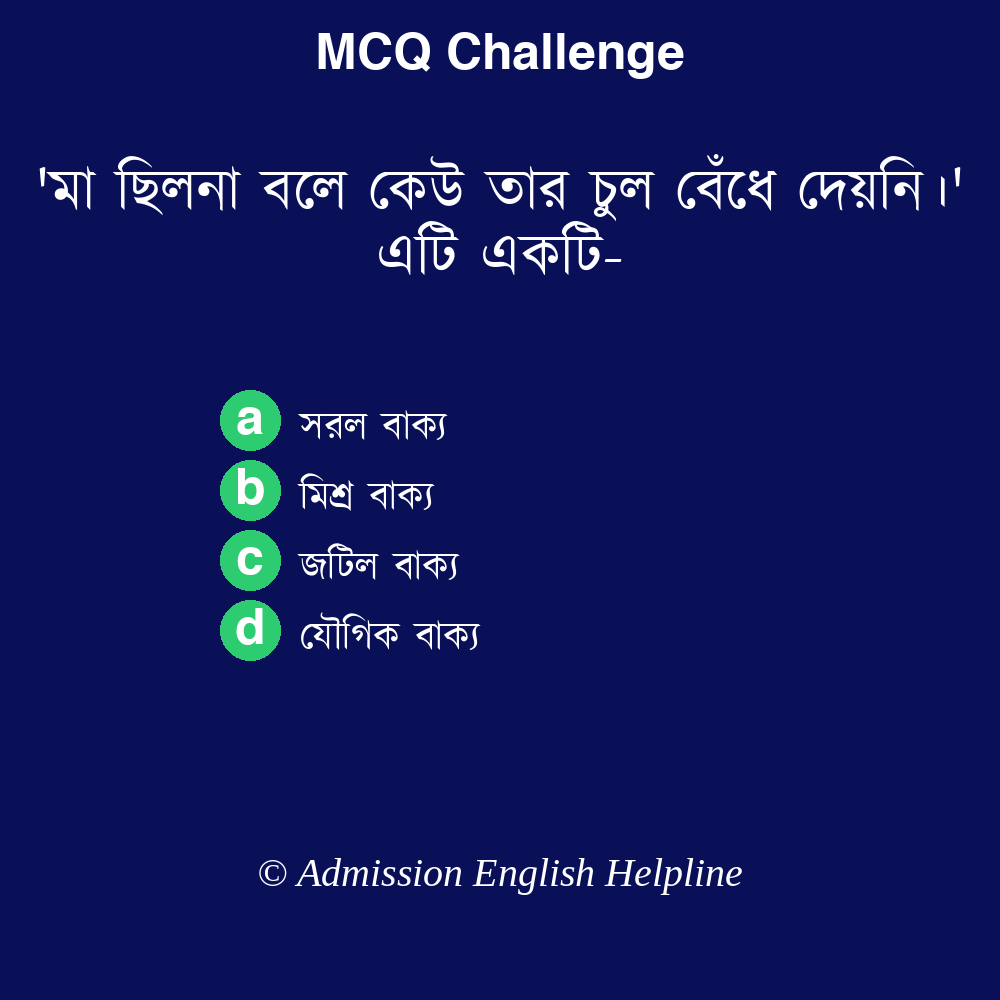 MCQ Challenge
'মা ছিলনা বলে কেউ তার চুল বেঁধে দেয়নি।'
এটি একটি-
a সরল বাক্য
b মিশ্র বাক্য
c জটিল বাক্য
d যৌগিক বাক্য
© Admission English Helpline